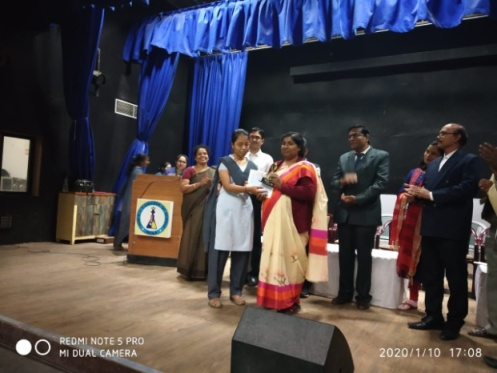 REDMI NOTE 5 PRO
MI DUAL CAMERA
2020/1/10 17:08